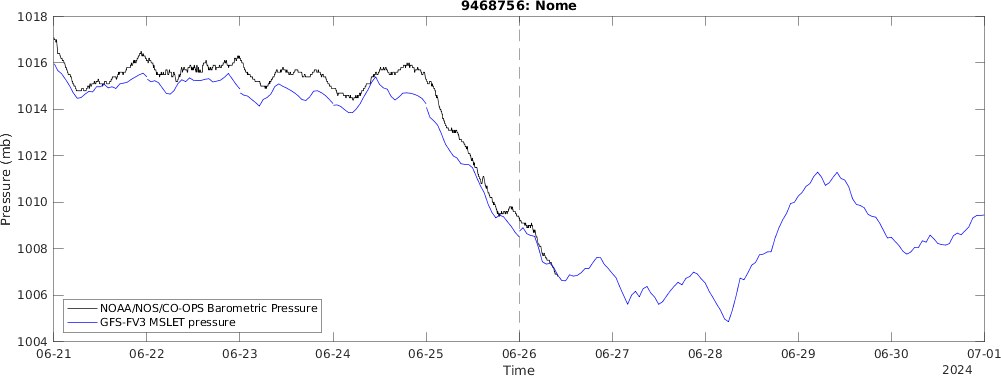 9468756: Nome
Pressure (mb)
1018
1016
1014
1012
1010
1008
1006
1004
NOAA/NOS/CO-OPS Barometric Pressure
GFS-FV3 MSLET pressure
06-21 06-22 06-23 06-24 06-25 06-26 06-27 06-28 06-29 06-30 07-01
Time
2024